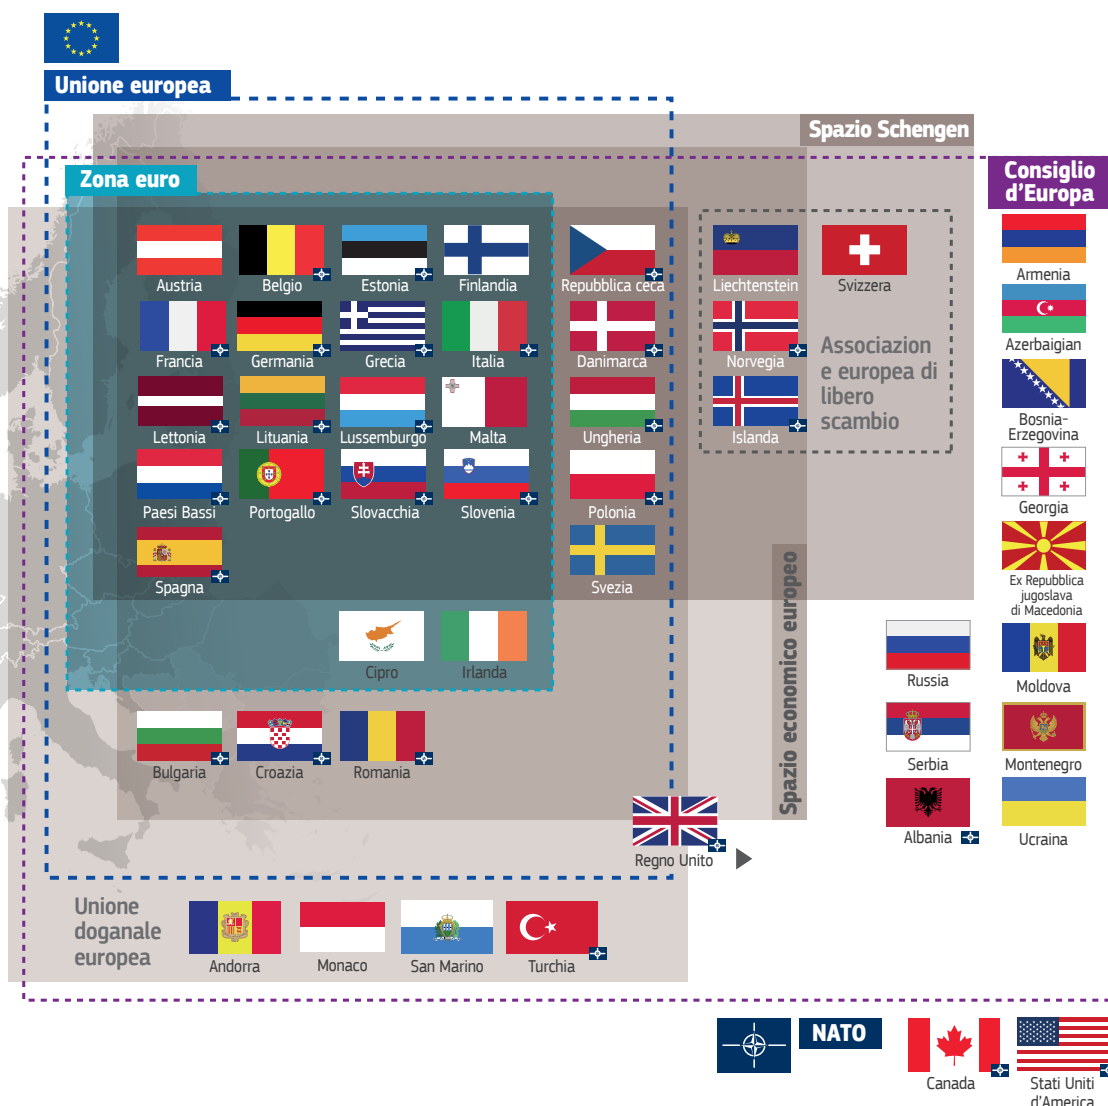 Unione europea
Spazio Schengen
Consiglio
d'Europa
Zona euro
Austria
Belgio
Estonia
Finlandia
Repubblica ceca
Liechtenstein
Svizzera
Armenia
Francia
Germania
Grecia
Italia
Danimarca
Norvegia
Associazion
e europea di
libero
scambio
Azerbaigian
Lettonia
Lituania
Lussemburgo
Malta
Ungheria
Islanda
Bosnia-
Erzegovina
Paesi Bassi
Portogallo
Slovacchia
Slovenia
Polonia
Georgia
Spagna
Svezia
Ex Repubblica
jugoslava
di Macedonia
Spazio economico europeo
Cipro
Irlanda
Russia
Moldova
Bulgaria
Croazia
Romania
Serbia
Montenegro
Regno Unito
Albania
Ucraina
Unione
doganale
europea
Andorra
Monaco
San Marino
Turchia
NATO
Canada
Stati Uniti
d'America